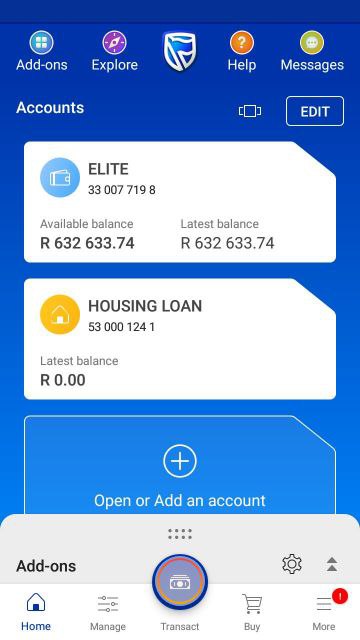 Add-ons Explore Help Messages
Accounts EDIT
ELITE
33 007 719 8
Available balance Latest balance
R 632 633.74 R 632 633.74
HOUSING LOAN
53 000 124 1
Latest balance
R 0.00
Open or Add an account
Add-ons
!
Home Manage Transact Buy More